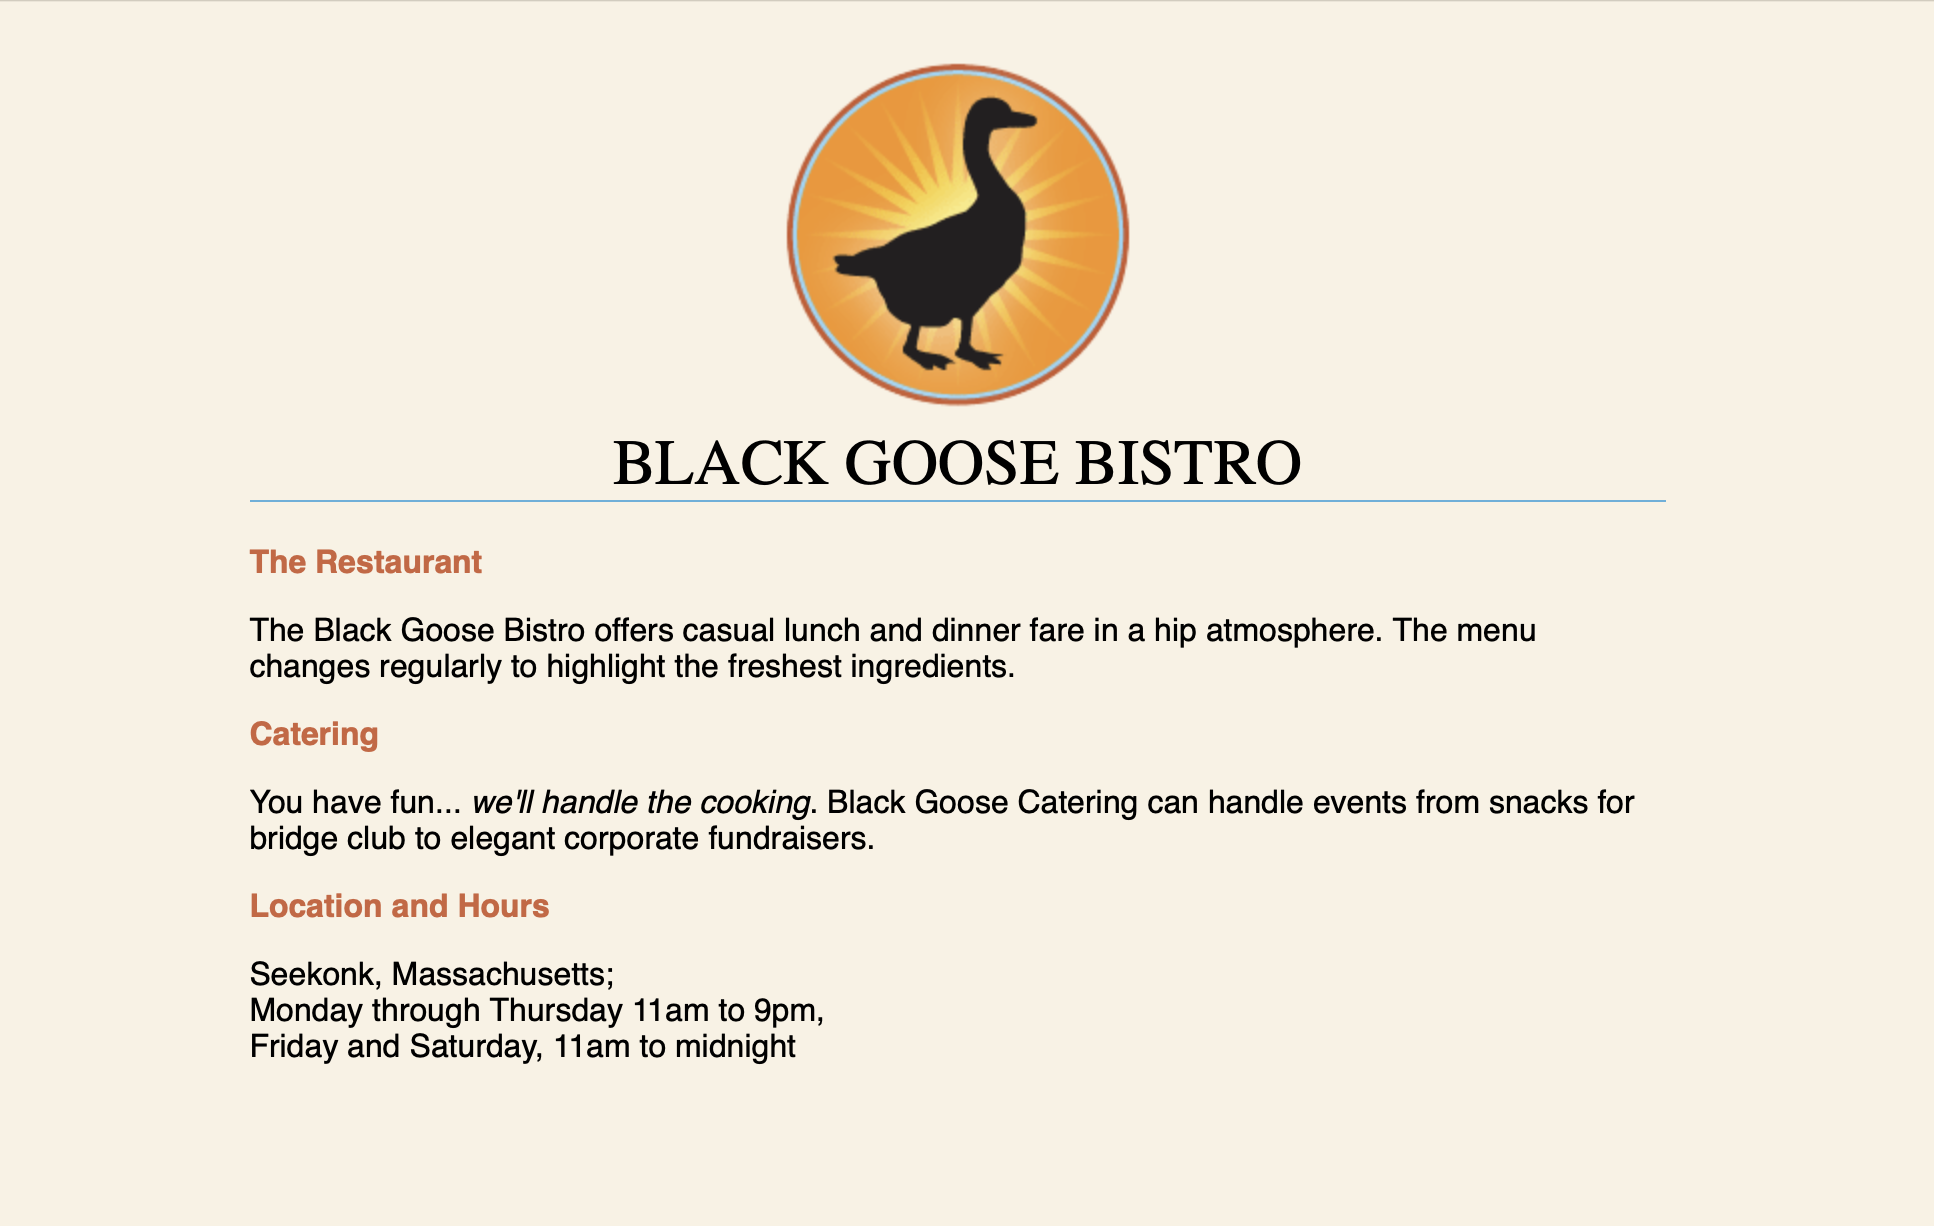 BLACK GOOSE BISTRO
The Restaurant
The Black Goose Bistro offers casual lunch and dinner fare in a hip atmosphere. The menu
changes regularly to highlight the freshest ingredients.
Catering
You have fun... we'll handle the cooking. Black Goose Catering can handle events from snacks for
bridge club to elegant corporate fundraisers.
Location and Hours
Seekonk, Massachusetts;
Monday through Thursday 11am to 9pm,
Friday and Saturday, 11am to midnight